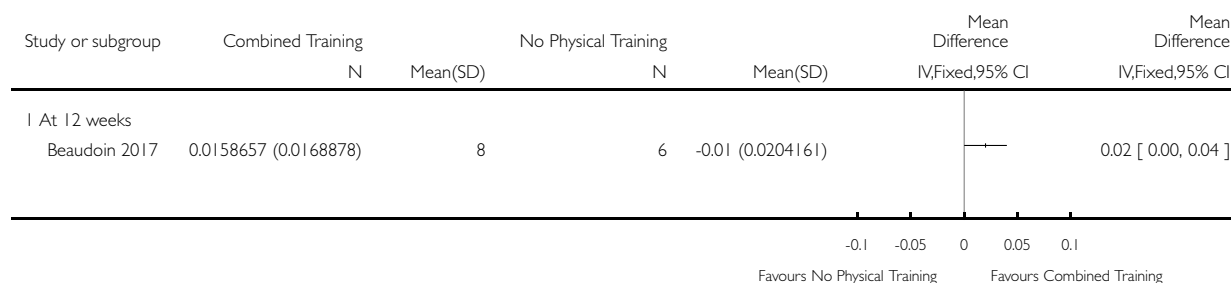 Mean Mean
Study or subgroup Combined Training No Physical Training Difference Difference
N Mean(SD) N Mean(SD) IV,Fixed,95% CI IV,Fixed,95% CI
1 At 12 weeks
Beaudoin 2017 0.0158657 (0.0168878) 8 6 -0.01 (0.0204161) 0.02 [ 0.00, 0.04 ]
-0.1 -0.05 0 0.05 0.1
Favours No Physical Training Favours Combined Training